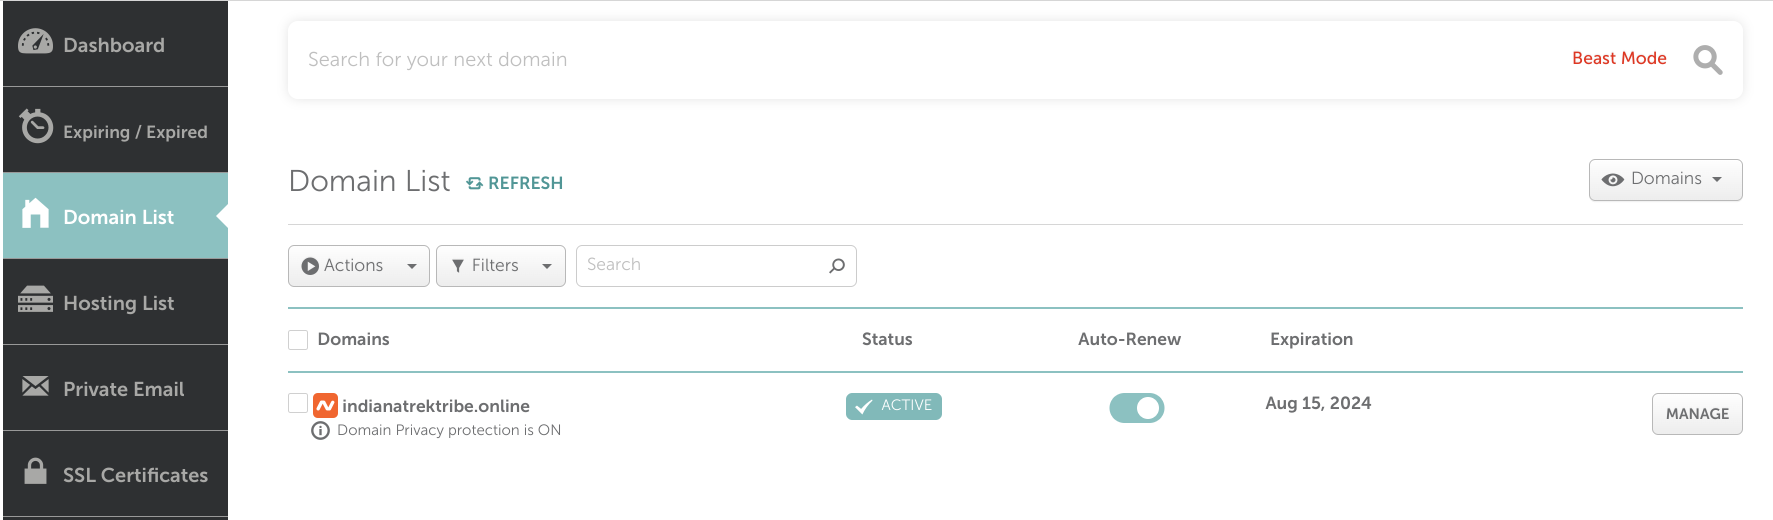 Dashboard
Expiring / Expired
Domain List
Hosting List
Private Email
SSL Certificates
Search for your next domain
Beast Mode
Domain List
REFRESH
Domains
Actions
Filters
Search
Domains Status Auto-Renew Expiration
indianatrektribe.online ACTIVE Aug 15, 2024 MANAGE
Domain Privacy protection is ON